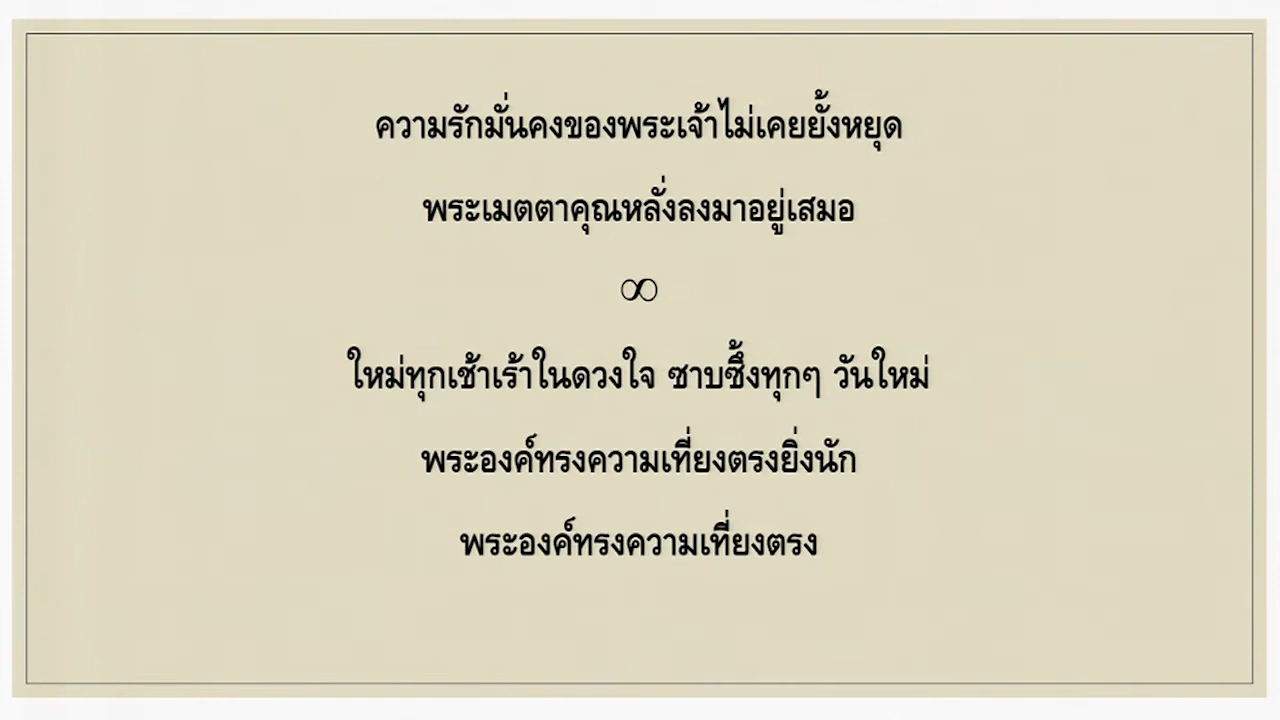 ความรักมั่นคงของพระเจ้าไม่เคยยั้งหยุด
พระเมตตาคุณหลั่งลงมาอยู่เสมอ
∞
ใหม่ทุกเช้าเร้าในดวงใจ ซาบซึ้งทุกๆ วันใหม่
พระองค์ทรงความเที่ยงตรงยิ่งนัก
พระองค์ทรงความเที่ยงตรง